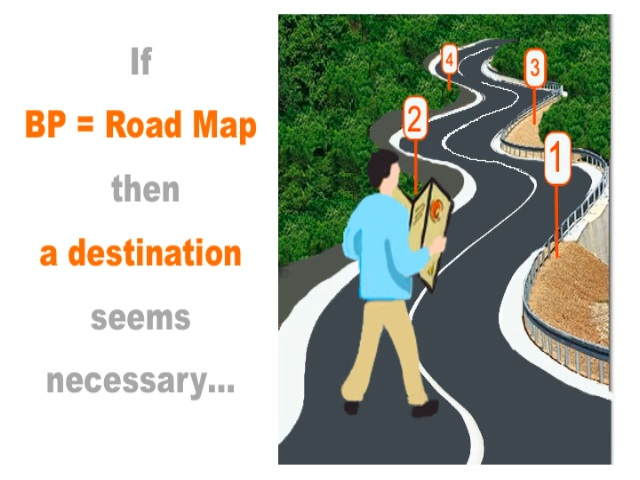 If
BP = Road Map
then
a destination
seems
necessary...
4
3
2
1